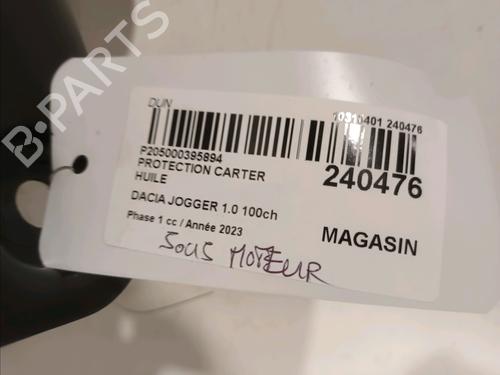 B-PARTS
DUN
10311401 240476
P205000395894
PROTECTION CARTER
HUILE
240476
DACIA JOGGER 1.0 100ch
Phase 1 cc / Année 2023
MAGASIN
SOUS MOTEUR